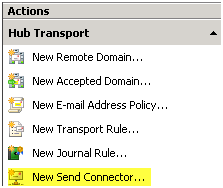 Actions
Hub Transport
New Remote Domain...
New Accepted Domain...
New E-mail Address Policy...
New Transport Rule...
New Journal Rule...
New Send Connector...